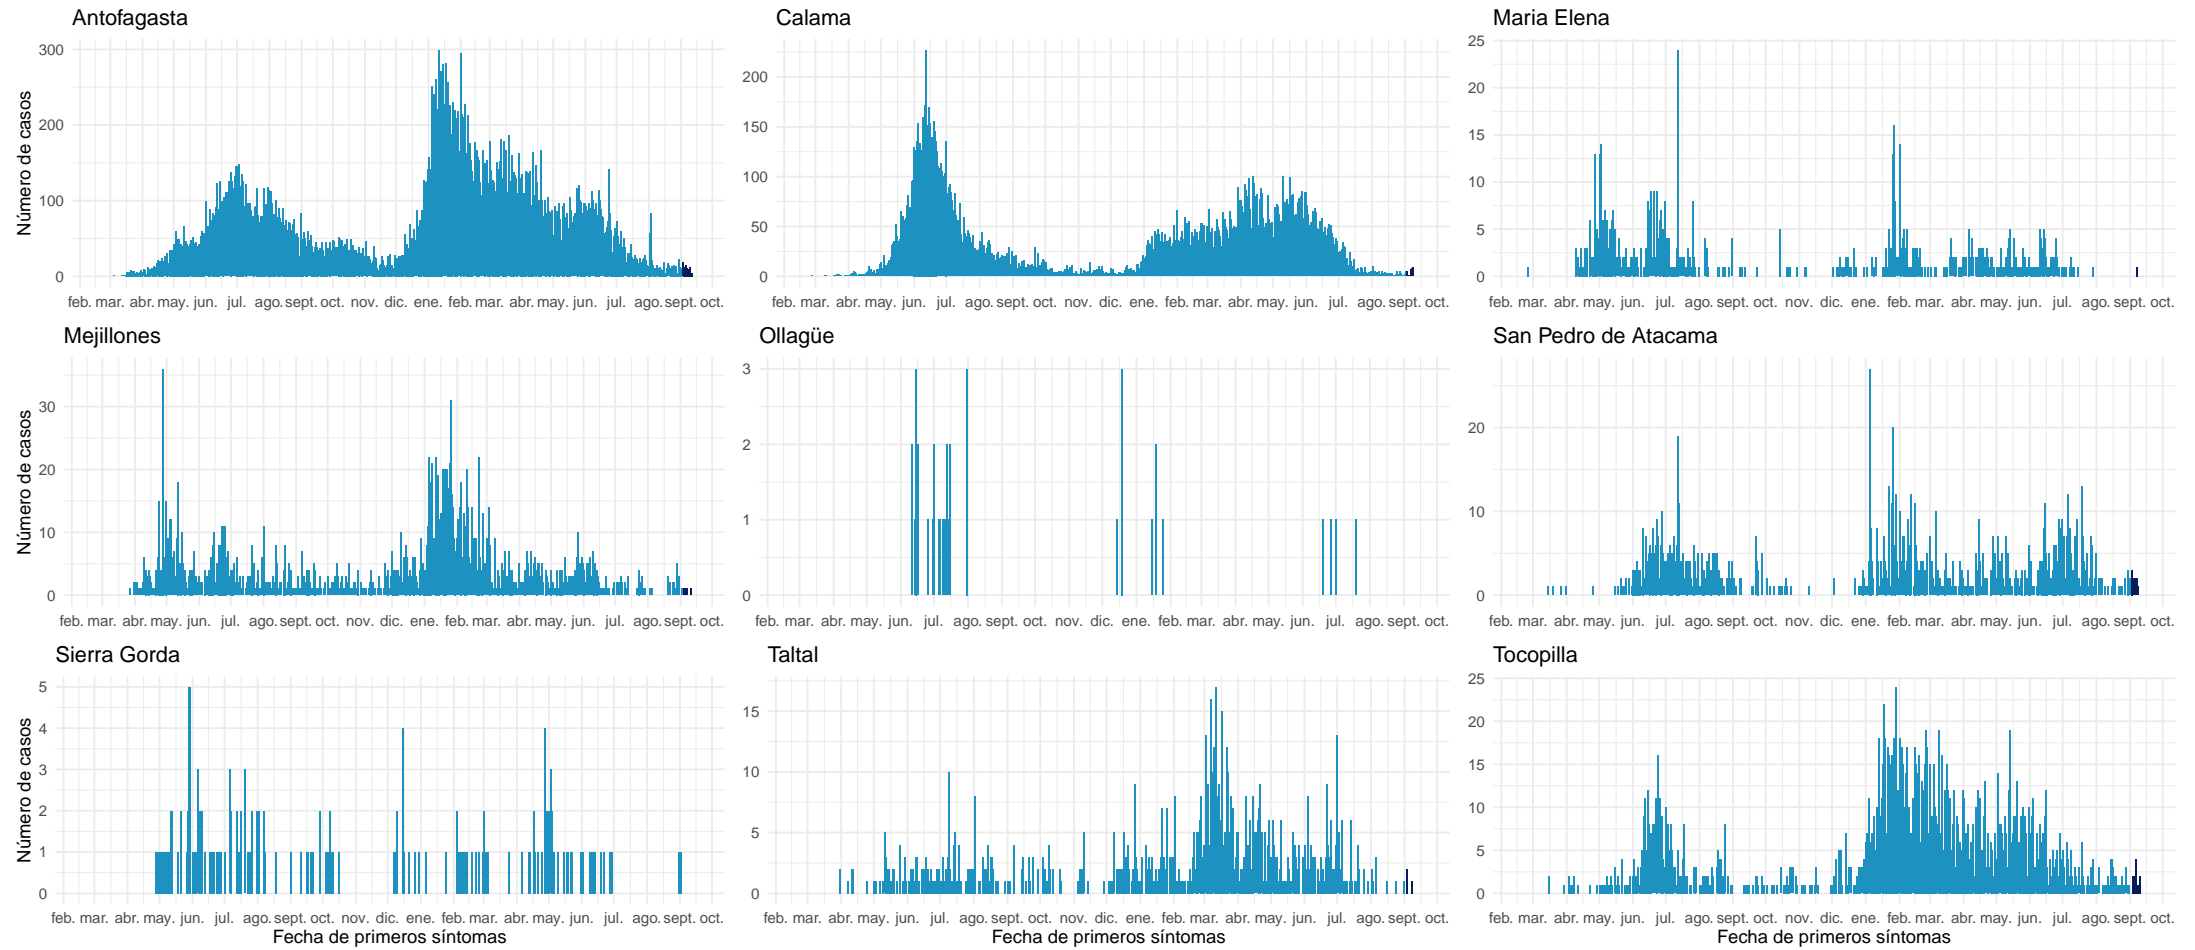 Antofagasta
Calama
Maria Elena
Número de casos
300
200
100
0
200
150
100
50
0
25
20
15
10
5
0
feb. mar. abr. may. jun. jul. ago. sept. oct. nov. dic. ene. feb. mar. abr. may. jun. jul. ago. sept. oct.
feb. mar. abr. may. jun. jul. ago. sept. oct. nov. dic. ene. feb. mar. abr. may. jun. jul. ago. sept. oct.
feb. mar. abr. may. jun. jul. ago. sept. oct. nov. dic. ene. feb. mar. abr. may. jun. jul. ago. sept. oct.
Mejillones
Ollagüe
San Pedro de Atacama
Número de casos
30
20
10
0
3
2
1
0
20
10
0
feb. mar. abr. may. jun. jul. ago. sept. oct. nov. dic. ene. feb. mar. abr. may. jun. jul. ago. sept. oct.
feb. mar. abr. may. jun. jul. ago. sept. oct. nov. dic. ene. feb. mar. abr. may. jun. jul. ago. sept. oct.
feb. mar. abr. may. jun. jul. ago. sept. oct. nov. dic. ene. feb. mar. abr. may. jun. jul. ago. sept. oct.
Sierra Gorda
Taltal
Tocopilla
Número de casos
5
4
3
2
1
0
15
10
5
0
25
20
15
10
5
0
feb. mar. abr. may. jun. jul. ago. sept. oct. nov. dic. ene. feb. mar. abr. may. jun. jul. ago. sept. oct.
feb. mar. abr. may. jun. jul. ago. sept. oct. nov. dic. ene. feb. mar. abr. may. jun. jul. ago. sept. oct.
feb. mar. abr. may. jun. jul. ago. sept. oct. nov. dic. ene. feb. mar. abr. may. jun. jul. ago. sept. oct.
Fecha de primeros síntomas
Fecha de primeros síntomas
Fecha de primeros síntomas